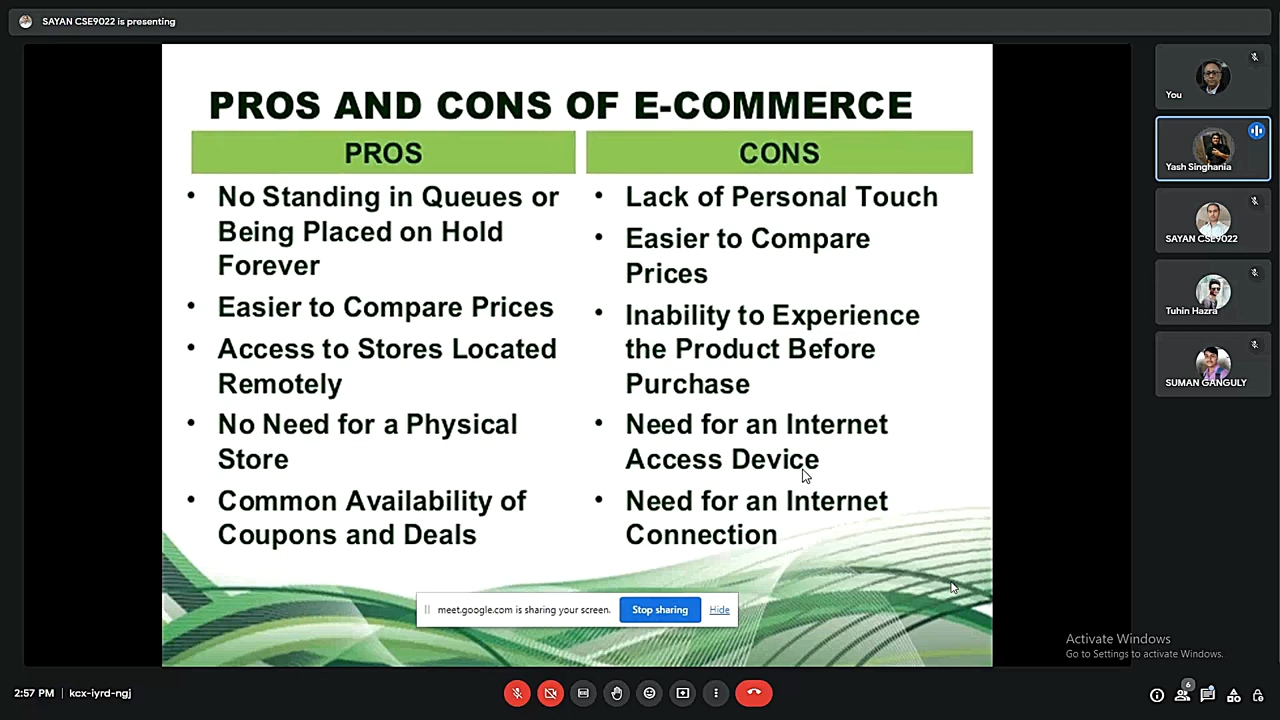 SAYAN CSE9022 is presenting
PROS AND CONS OF E-COMMERCE
PROS
• No Standing in Queues or
Being Placed on Hold
Forever
• Easier to Compare Prices
• Access to Stores Located
Remotely
• No Need for a Physical
Store
• Common Availability of
Coupons and Deals
CONS
• Lack of Personal Touch
• Easier to Compare
Prices
• Inability to Experience
the Product Before
Purchase
• Need for an Internet
Access Device
• Need for an Internet
Connection
meet.google.com is sharing your screen.
Stop sharing
Hide
You
Yash Singhania
SAYAN CSE9022
Tuhin Hazra
SUMAN GANGULY
Activate Windows
Go to Settings to activate Windows.
2:57 PM | kcx-iyrd-ngj
6